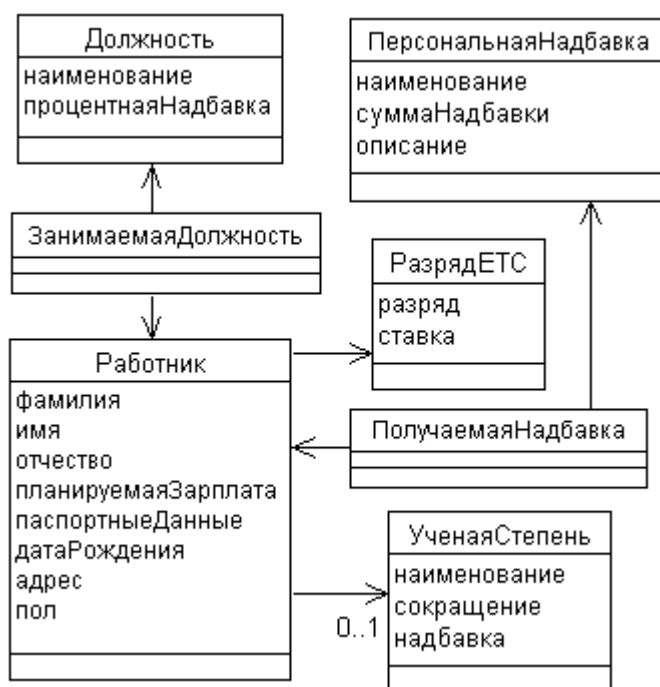 Должность
наименование
процентнаяНадбавка
ПерсональнаяНадбавка
наименование
суммаНадбавки
описание
ЗанимаемаяДолжность
РазрядЕТС
разряд
ставка
Работник
фамилия
имя
отчество
планируемаяЗарплата
паспортныеДанные
датаРождения
адрес
пол
ПолучаемаяНадбавка
УченаяСтепень
наименование
сокращение
надбавка
0..1